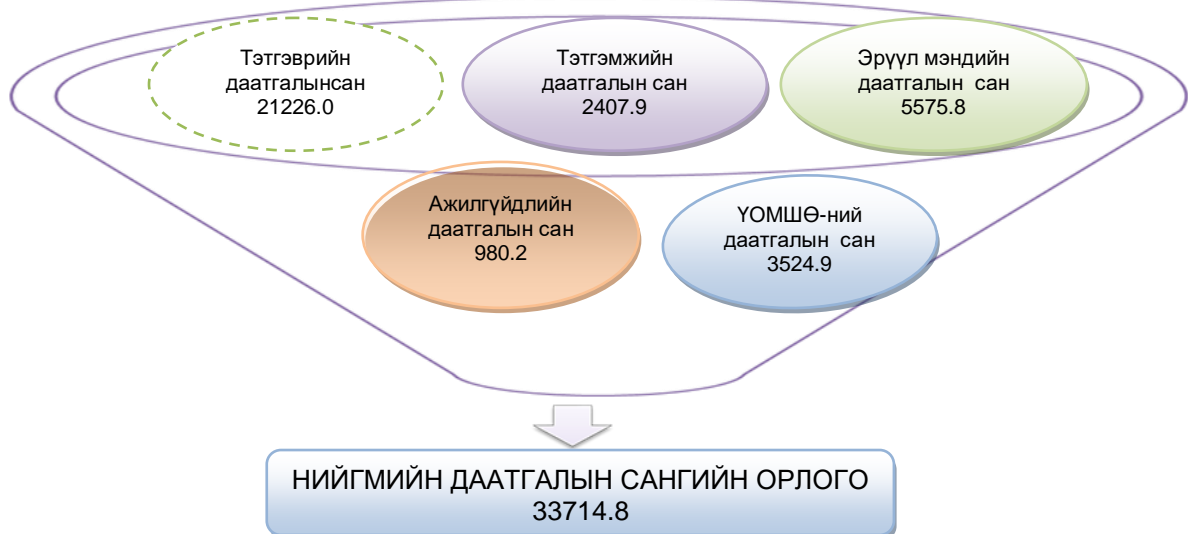 Тэтгэврийн
даатгалынсан
21226.0
Тэтгэмжийн
даатгалын сан
2407.9
Эрүүл мэндийн
даатгалын сан
5575.8
Ажилгүйдлийн
даатгалын сан
980.2
ҮОМШӨ-ний
даатгалын сан
3524.9
НИЙГМИЙН ДААТГАЛЫН САНГИЙН ОРЛОГО
33714.8